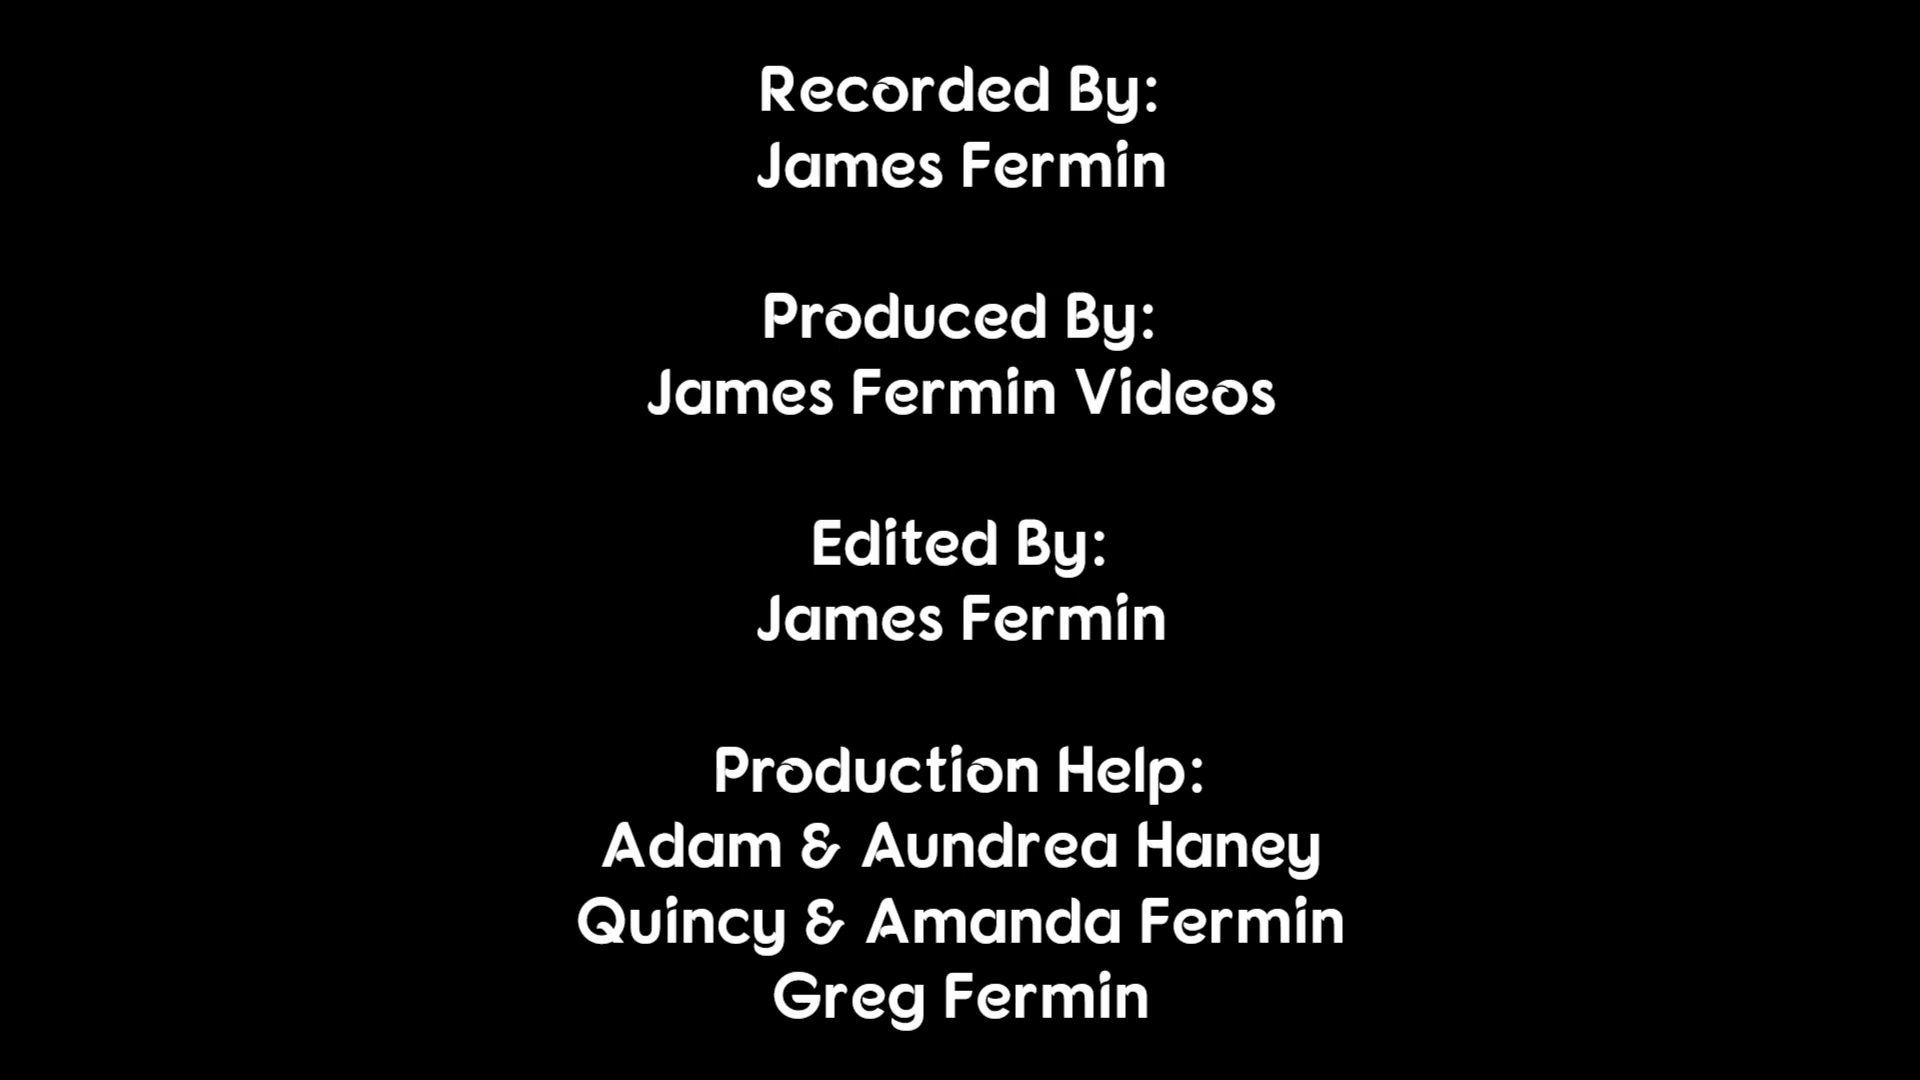 Recorded By:
James Fermin
Produced By:
James Fermin Videos
Edited By:
James Fermin
Production Help:
Adam & Aundrea Haney
Quincy & Amanda Fermin
Greg Fermin